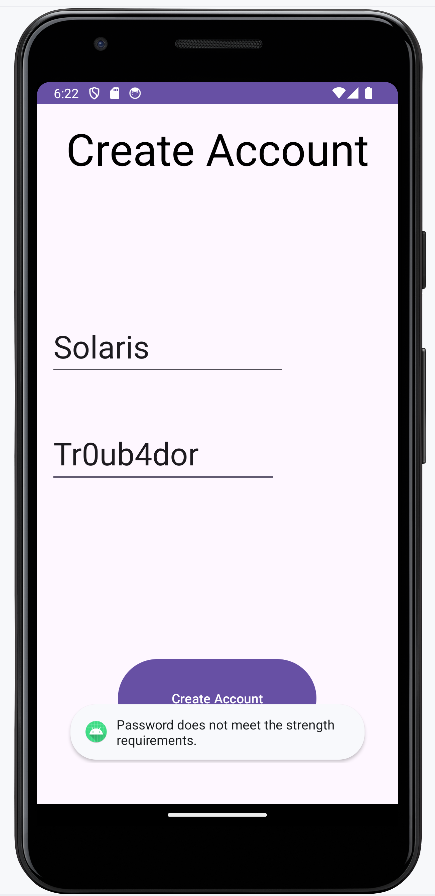 6:22
Create Account
Solaris
Tr0ub4dor
Create Account
Password does not meet the strength
requirements.